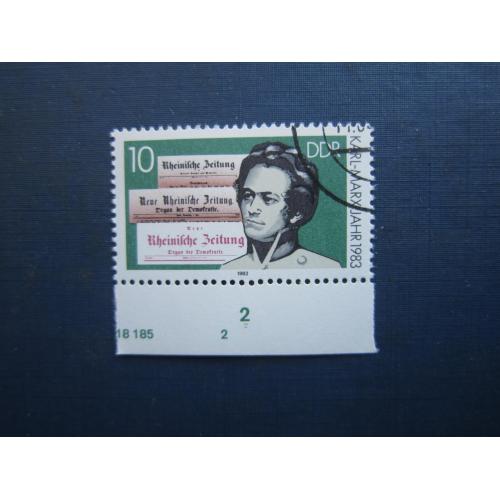 10
DDR
KARL-MARX-JAHR 1983
Rheinische Zeitung
Neue Rheinische Zeitung.
Organ der Demokratie.
Neue
Rheinische Zeitung
Organ der Demokratie.
1983
2
18 185
2